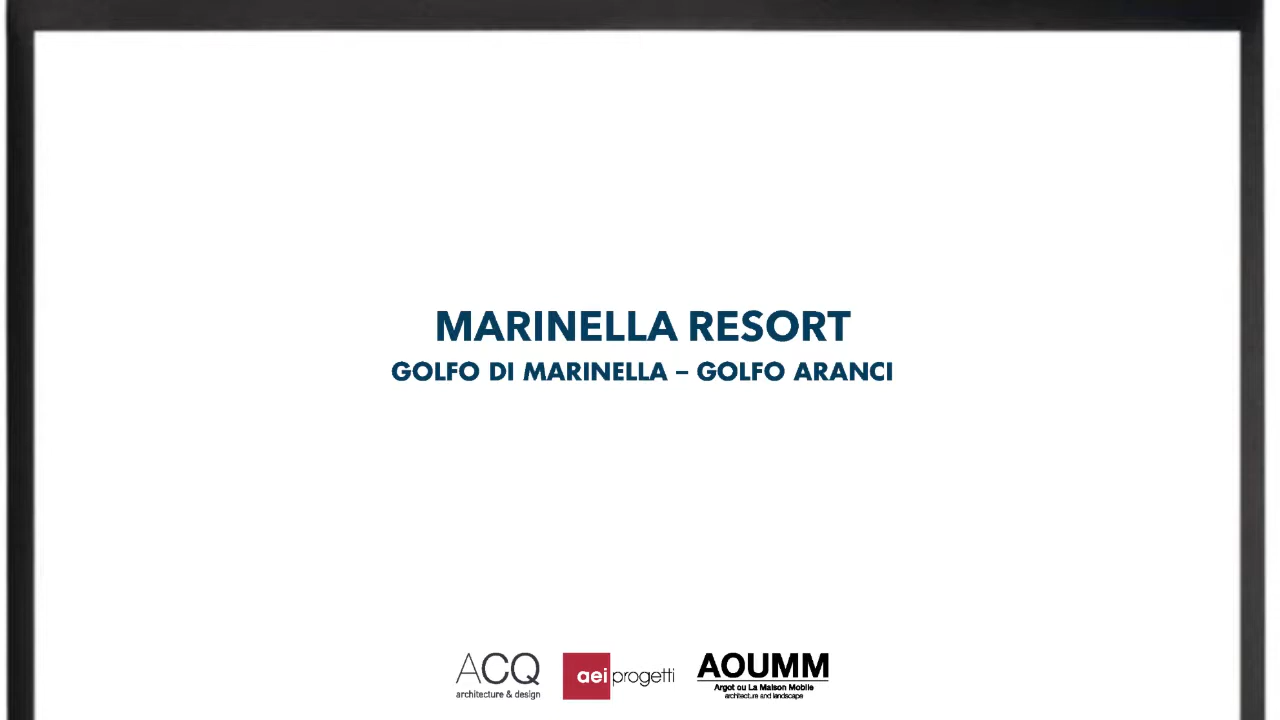 MARINELLA RESORT
GOLFO DI MARINELLA – GOLFO ARANCI
ACQ
architecture & design
aei progetti
AOUMM
Argot ou La Maison Mobile
architecture and landscape